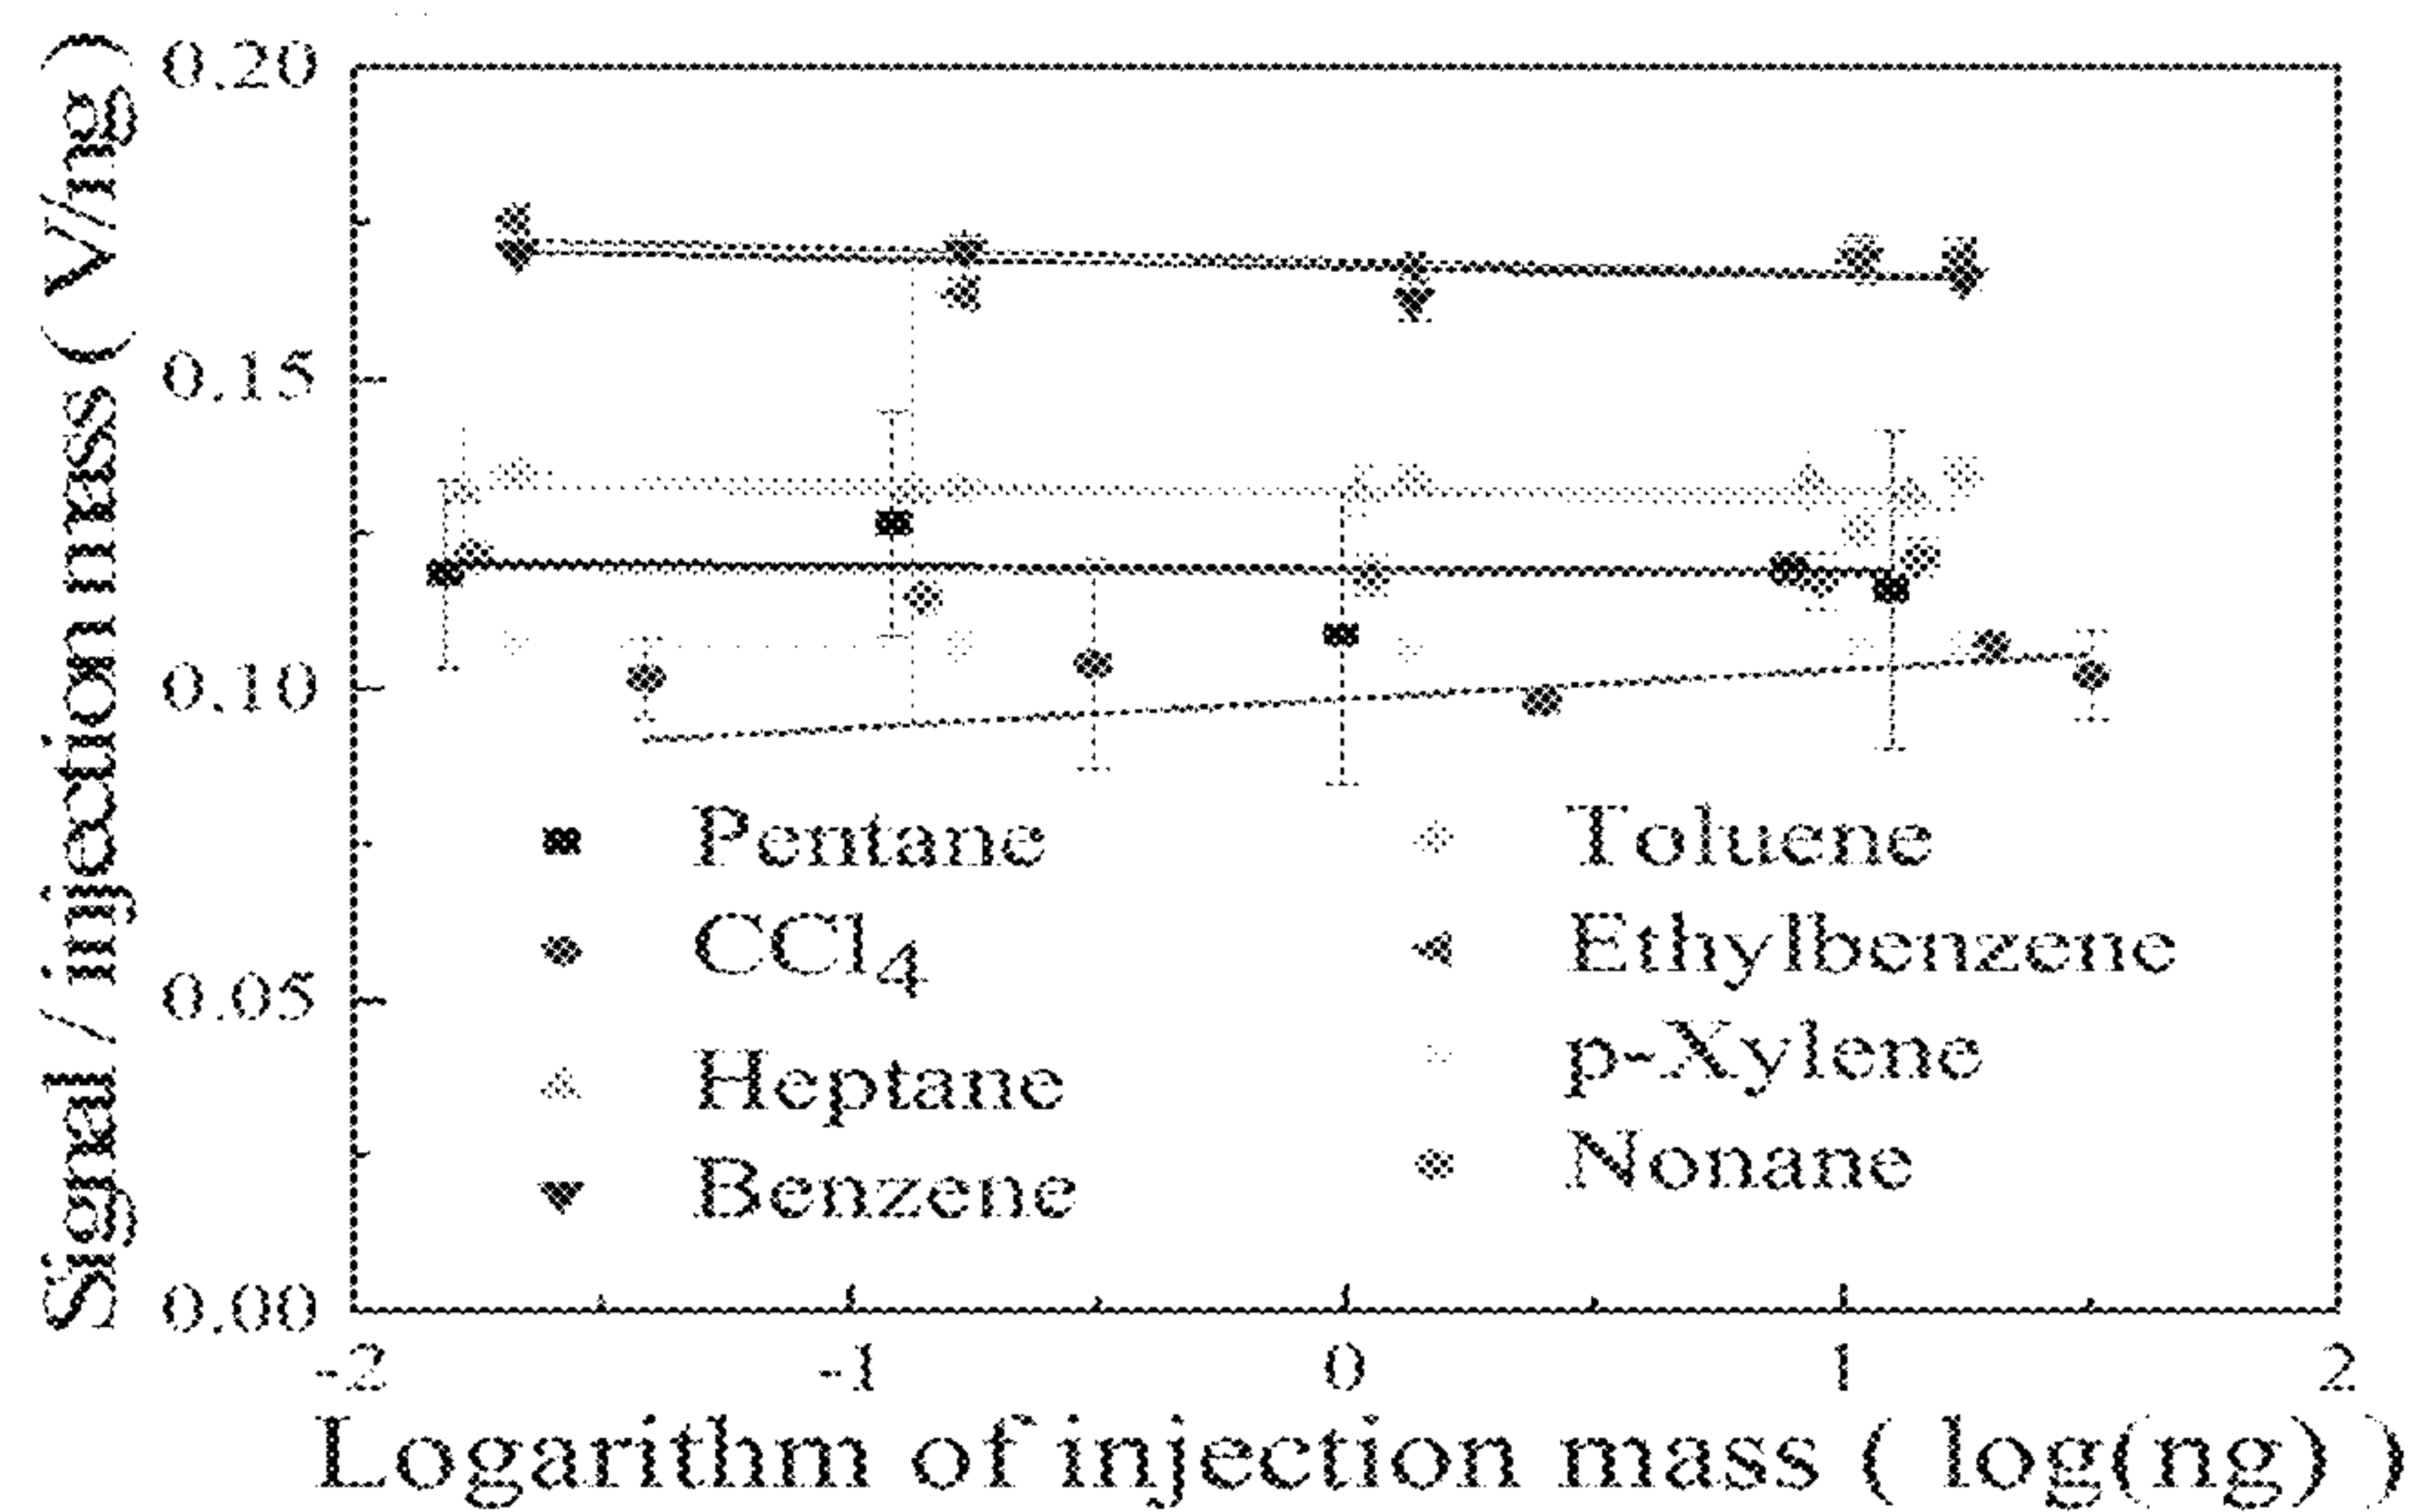 Signal / injection mass ( V/ng )
0.20
0.15
0.10
0.05
0.00
Pentane
CCl4
Heptane
Benzene
Toluene
Ethylbenzene
p-Xylene
Nonane
-2 -1 0 1 2
Logarithm of injection mass ( log(ng) )